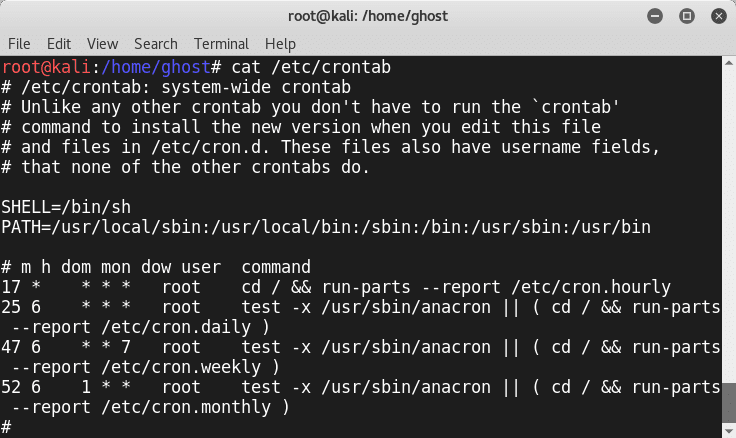 root@kali: /home/ghost
File Edit View Search Terminal Help
root@kali:/home/ghost# cat /etc/crontab
# /etc/crontab: system-wide crontab
# Unlike any other crontab you don't have to run the `crontab'
# command to install the new version when you edit this file
# and files in /etc/cron.d. These files also have username fields,
# that none of the other crontabs do.

SHELL=/bin/sh
PATH=/usr/local/sbin:/usr/local/bin:/sbin:/bin:/usr/sbin:/usr/bin

# m h dom mon dow user  command
17 *    * * *   root    cd / && run-parts --report /etc/cron.hourly
25 6    * * *   root    test -x /usr/sbin/anacron || ( cd / && run-parts
 --report /etc/cron.daily )
47 6    * * 7   root    test -x /usr/sbin/anacron || ( cd / && run-parts
 --report /etc/cron.weekly )
52 6    1 * *   root    test -x /usr/sbin/anacron || ( cd / && run-parts
 --report /etc/cron.monthly )
#